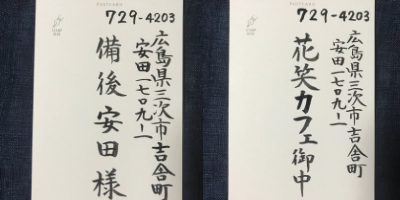 729-4203
広島県三次市吉舎町
安田一七〇九ー一
備後安田様
729-4203
広島県三次市吉舎町
安田一七〇九ー一
花笑カフェ御中